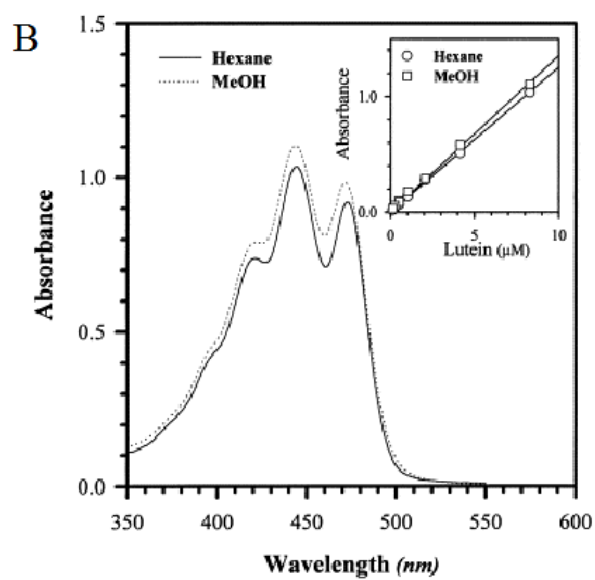 B
1.5
1.0
0.5
0.0
Absorbance
Hexane
MeOH
350
400
450
500
550
600
Wavelength (nm)
Hexane
MeOH
Absorbance
1.0
0.0
0
5
10
Lutein (μM)